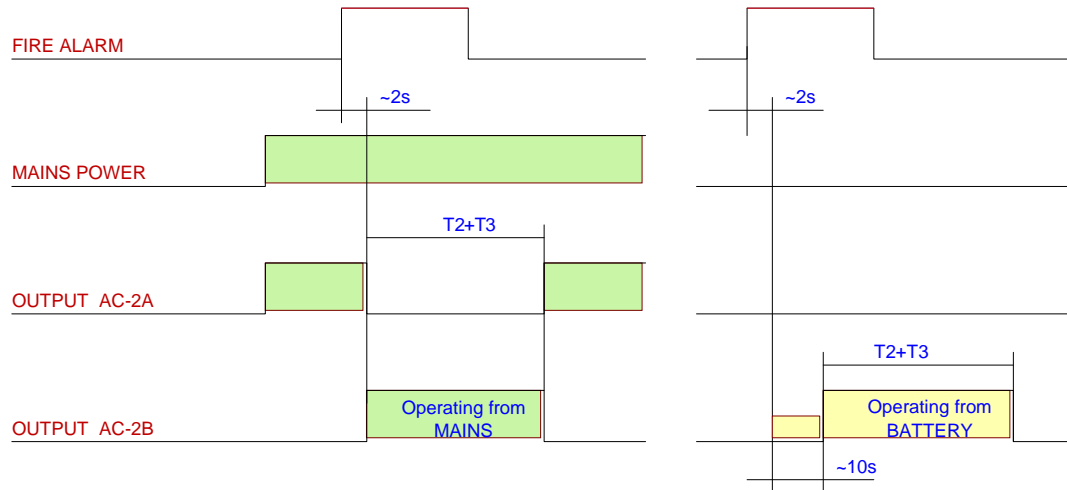 FIRE ALARM
~2s
~2s
MAINS POWER
T2+T3
OUTPUT AC-2A
T2+T3
OUTPUT AC-2B
Operating from
MAINS
Operating from
BATTERY
~10s